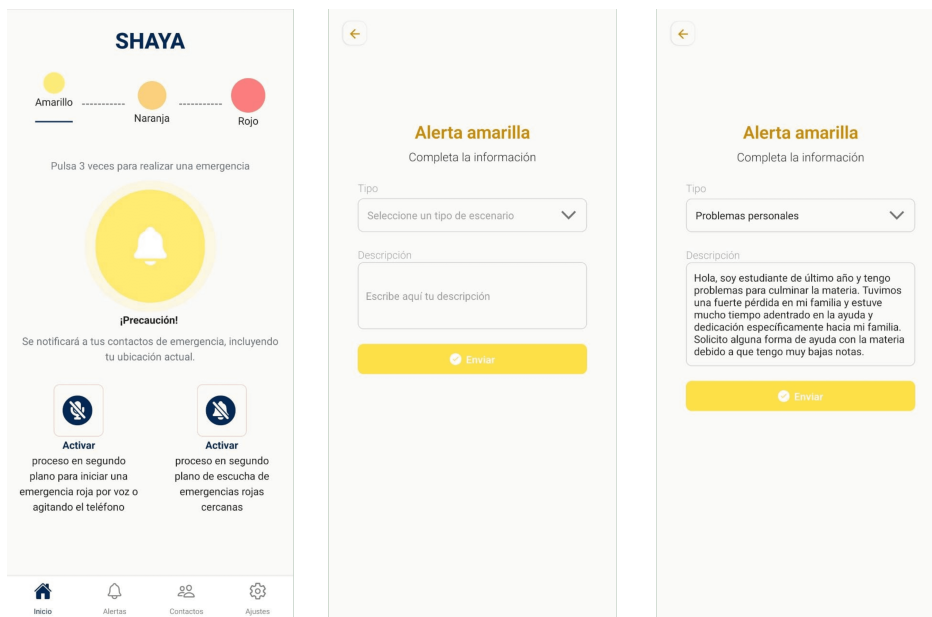 SHAYA
Amarillo
Naranja
Rojo
Pulsa 3 veces para realizar una emergencia
¡Precaución!
Se notificará a tus contactos de emergencia, incluyendo
tu ubicación actual.
Activar
proceso en segundo
plano para iniciar una
emergencia roja por voz o
agitando el teléfono
Activar
proceso en segundo
plano de escucha de
emergencias rojas
cercanas
Inicio
Alertas
Contactos
Ajustes
Alerta amarilla
Completa la información
Tipo
Seleccione un tipo de escenario
Descripción
Escribe aquí tu descripción
Enviar
Alerta amarilla
Completa la información
Tipo
Problemas personales
Descripción
Hola, soy estudiante de último año y tengo
problemas para culminar la materia. Tuvimos
una fuerte pérdida en mi familia y estuve
mucho tiempo adentrado en la ayuda y
dedicación específicamente hacia mi familia.
Solicito alguna forma de ayuda con la materia
debido a que tengo muy bajas notas.
Enviar